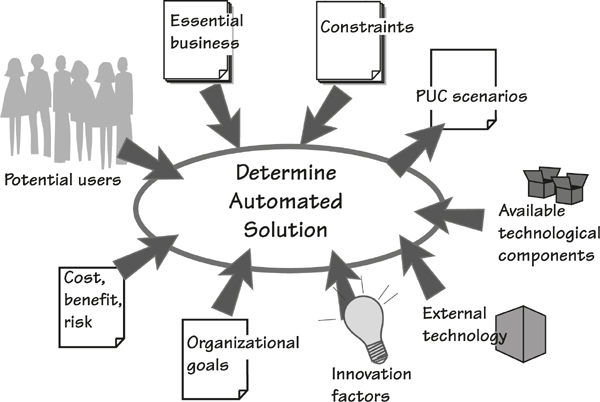 Essential
business
Constraints
PUC scenarios
Potential users
Determine
Automated
Solution
Available
technological
components
Cost,
benefit,
risk
External
technology
Organizational
goals
Innovation
factors